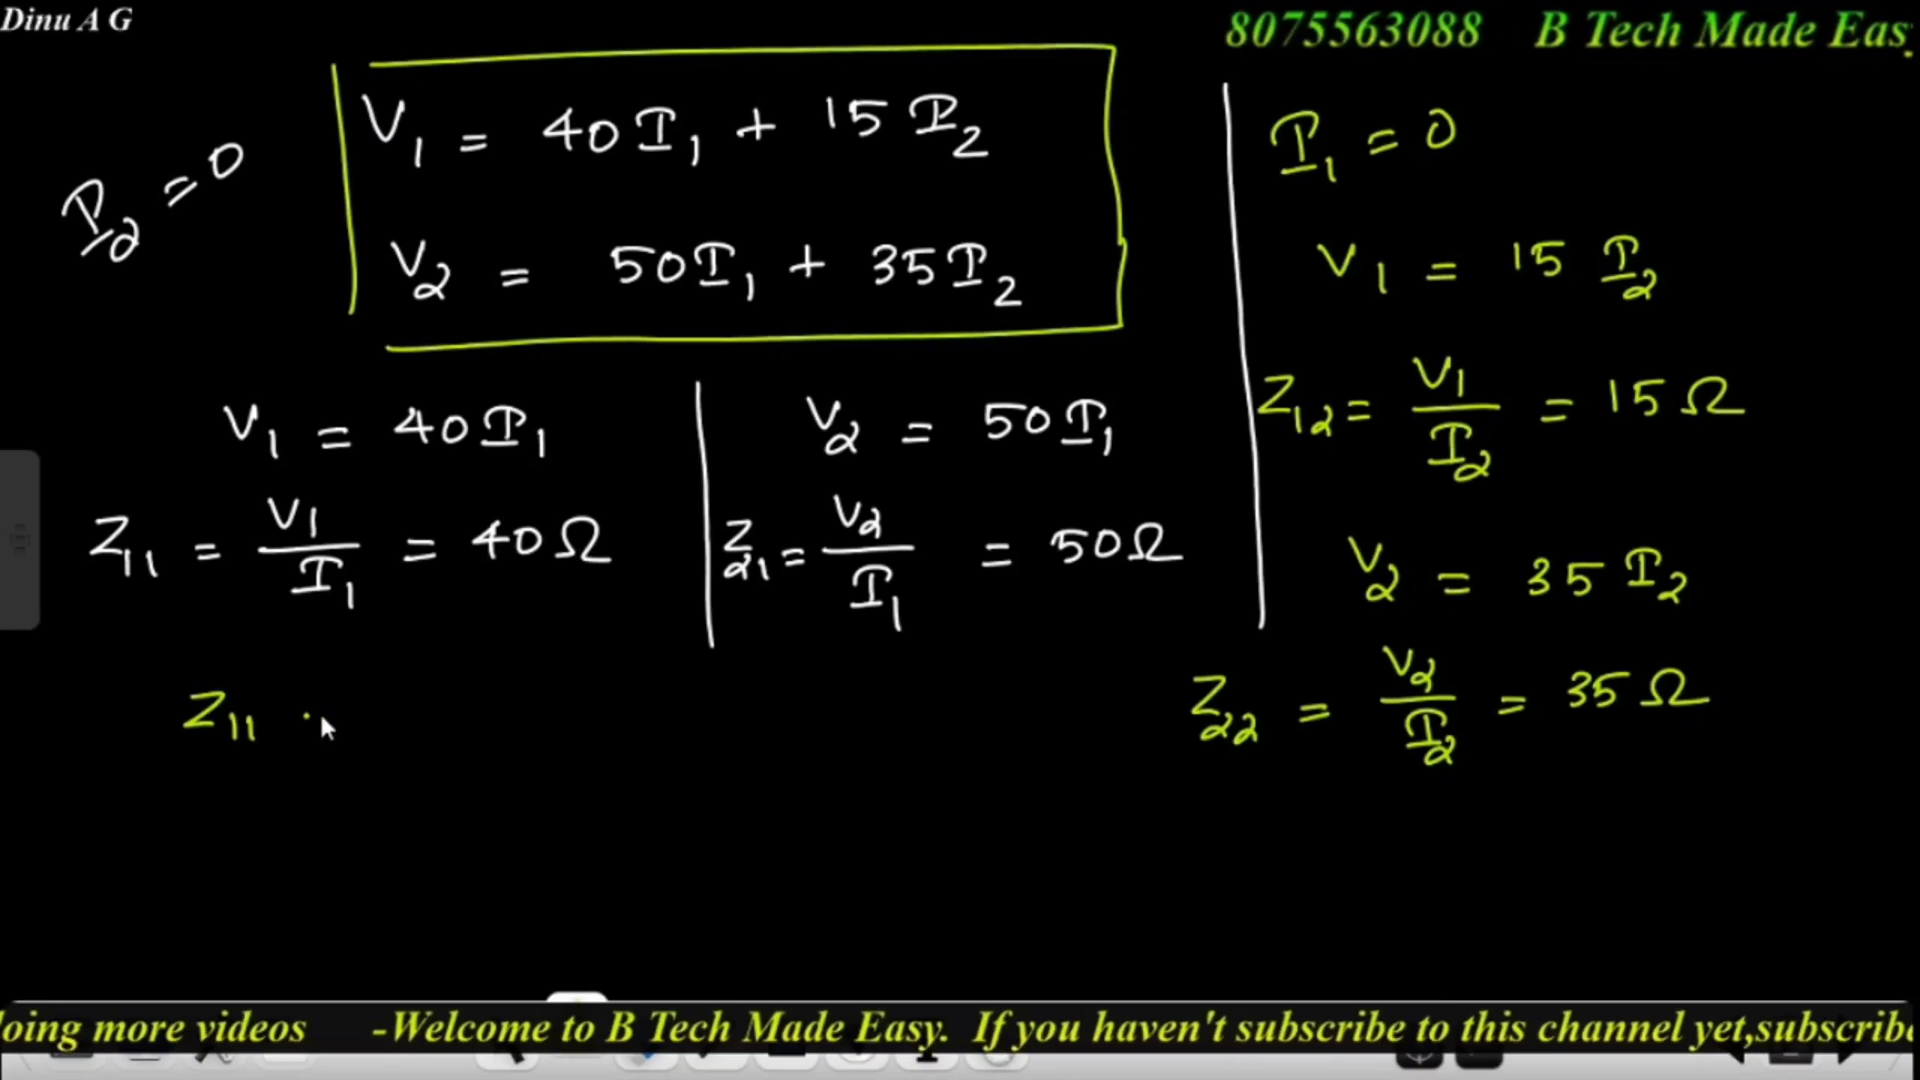 Dinu A G
8075563088 B Tech Made Eas
I2 = 0
V1 = 40I1 + 15I2
V2 = 50I1 + 35I2
V1 = 40I1
Z11 = V1/I1 = 40Ω
V2 = 50I1
Z21 = V2/I1 = 50Ω
I1 = 0
V1 = 15 I2
Z12 = V1/I2 = 15Ω
V2 = 35 I2
Z22 = V2/I2 = 35Ω
Z11
oing more videos -Welcome to B Tech Made Easy. If you haven't subscribe to this channel yet,subscrib